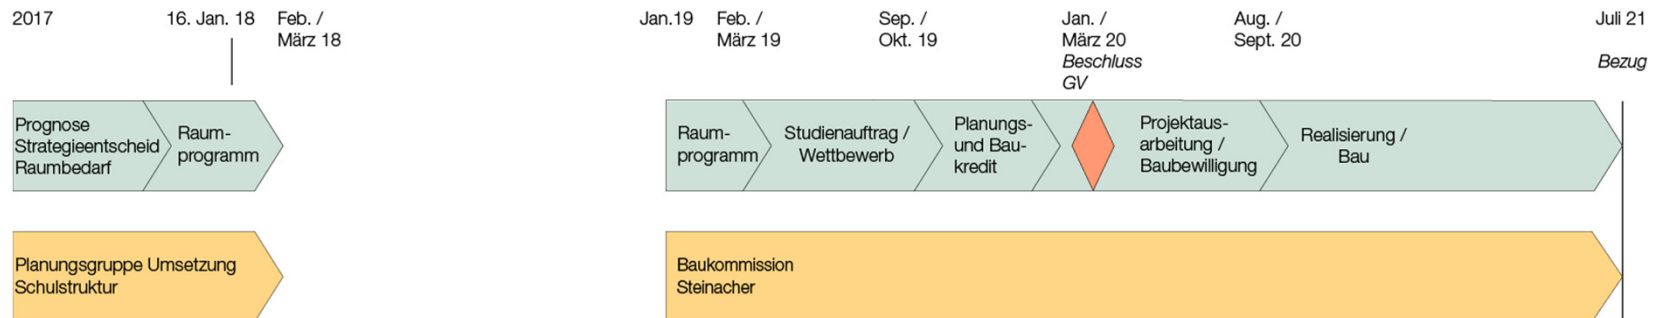 2017
16. Jan. 18
Feb. /
März 18
Jan.19
Feb. /
März 19
Sep. /
Okt. 19
Jan. /
März 20
Beschluss
GV
Aug. /
Sept. 20
Juli 21
Bezug
Prognose
Strategieentscheid
Raumbedarf
Raum-
programm
Raum-
programm
Studienauftrag /
Wettbewerb
Planungs-
und Bau-
kredit
Projektaus-
arbeitung /
Baubewilligung
Realisierung /
Bau
Planungsgruppe Umsetzung
Schulstruktur
Baukommission
Steinacher